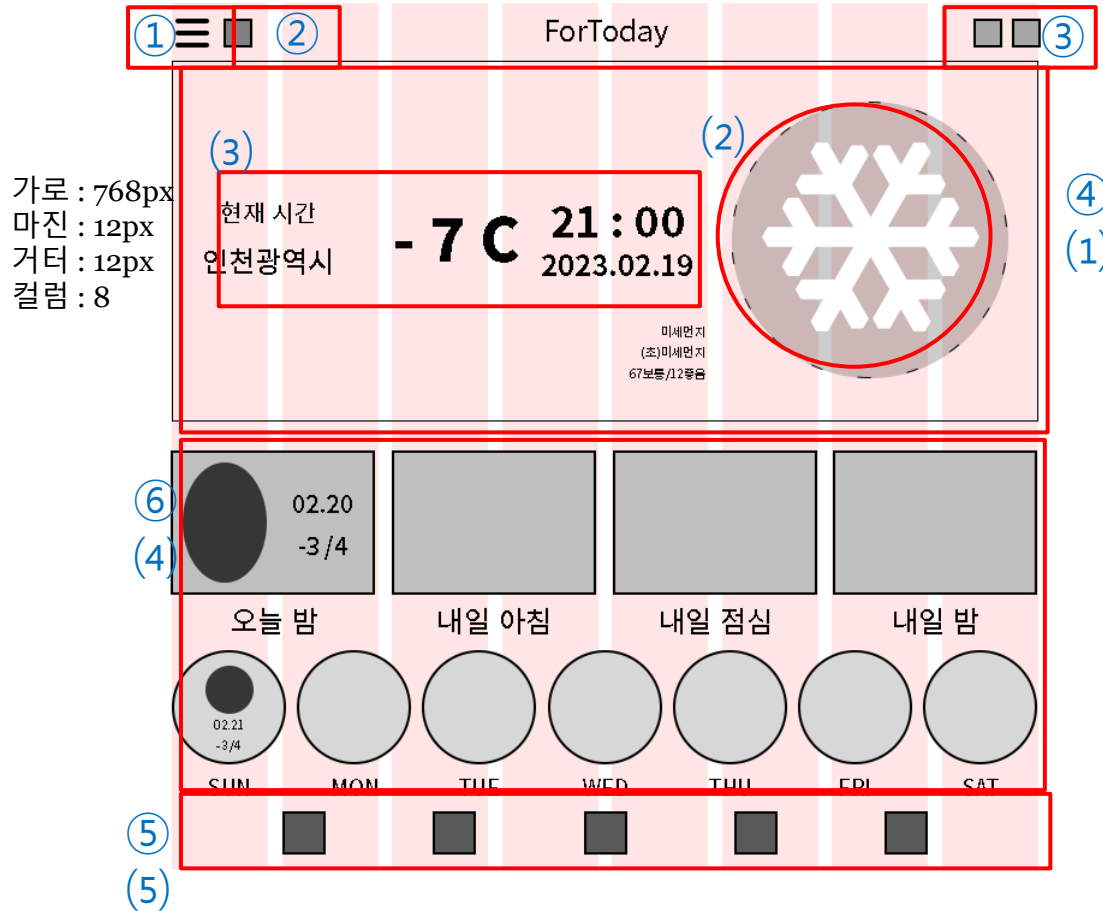 ①
②
ForToday
③
가로 : 768px
마진 : 12px
거터 : 12px
컬럼 : 8
(3)
현재 시간
인천광역시
- 7 C
21 : 00
2023.02.19
(2)
④
(1)
미세먼지
(초)미세먼지
67보통/12좋음
⑥
(4)
02.20
-3 /4
오늘 밤
내일 아침
내일 점심
내일 밤
02.21
-3/4
SUN
MON
TUE
WED
THU
FRI
SAT
⑤
(5)